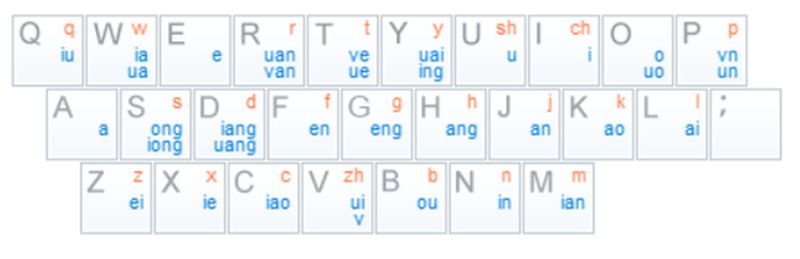 Q q W w E R r T t Y y U sh I ch O P p
iu ia e uan ve uai u i o vn
ua van ue ing uo un
A S s D d F f G g H h J j K k L l ;
a ong iang en eng ang an ao ai
iong uang
Z z X x C c V zh B b N n M m
ei ie iao ui ou in ian
v